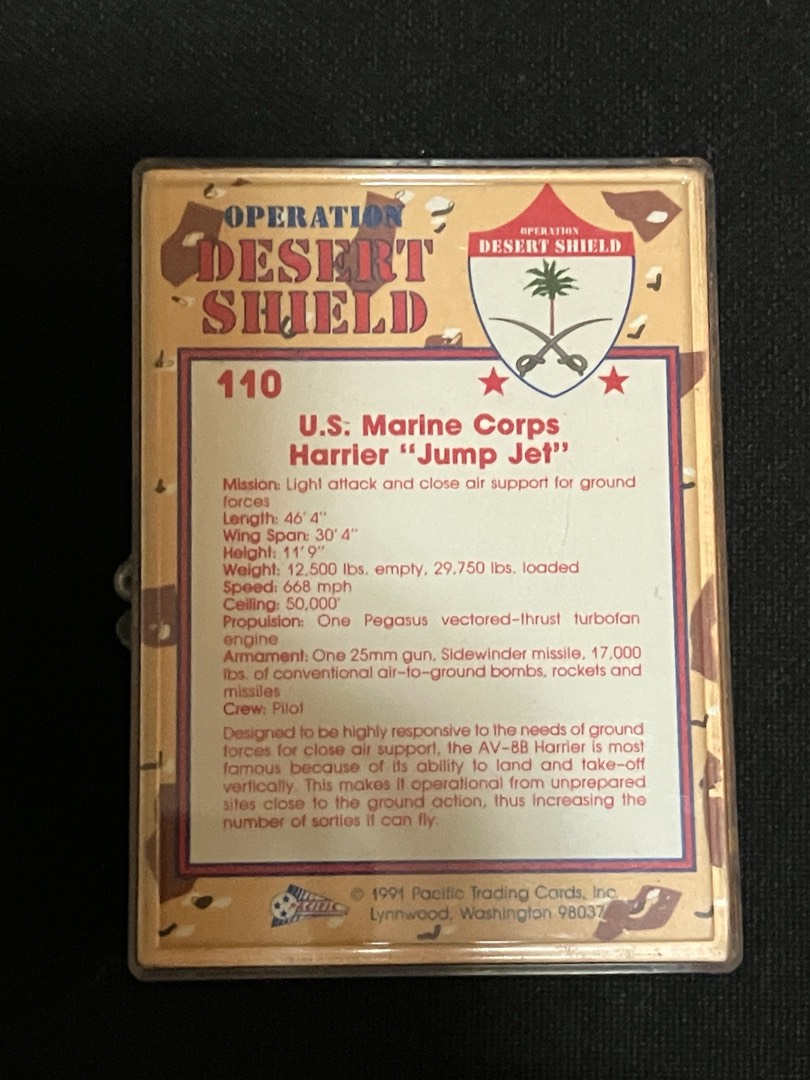 OPERATION
DESERT
SHIELD
OPERATION
DESERT SHIELD
110
U.S. Marine Corps
Harrier “Jump Jet”
Mission: Light attack and close air support for ground
forces
Length: 46' 4"
Wing Span: 30' 4"
Height: 11' 9"
Weight: 12,500 lbs. empty, 29,750 lbs. loaded
Speed: 668 mph
Ceiling: 50,000'
Propulsion: One Pegasus vectored-thrust turbofan
engine
Armament: One 25mm gun, Sidewinder missile, 17,000
lbs. of conventional air-to-ground bombs, rockets and
missiles
Crew: Pilot
Designed to be highly responsive to the needs of ground
forces for close air support, the AV-8B Harrier is most
famous because of its ability to land and take-off
vertically. This makes it operational from unprepared
sites close to the ground action, thus increasing the
number of sorties it can fly.
PACIFIC
© 1991 Pacific Trading Cards, Inc.
Lynnwood, Washington 98037